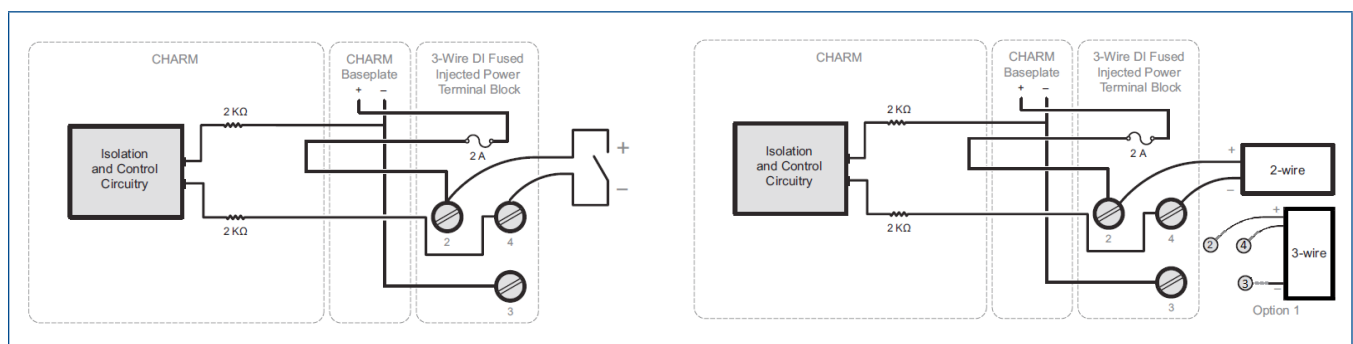 CHARM
CHARM
Baseplate
+ −
3-Wire DI Fused
Injected Power
Terminal Block
2 KΩ
2 A
Isolation
and Control
Circuitry
+
−
2 KΩ
2
4
3
CHARM
CHARM
Baseplate
+ −
3-Wire DI Fused
Injected Power
Terminal Block
2 KΩ
2 A
Isolation
and Control
Circuitry
+
−
2-wire
2 KΩ
2
4
3
+
2
4
3-wire
3
−
Option 1